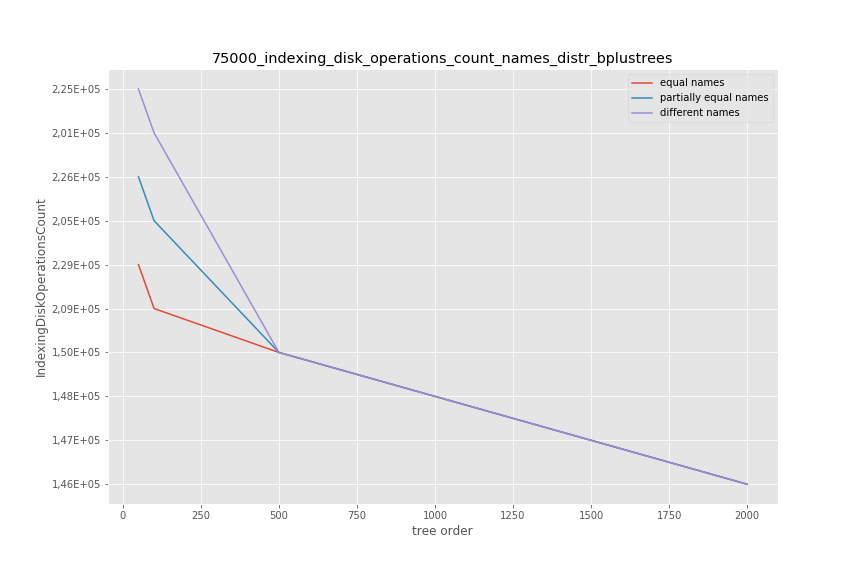 75000_indexing_disk_operations_count_names_distr_bplustrees
equal names
partially equal names
different names
IndexingDiskOperationsCount
2,25E+05
2,01E+05
2,26E+05
2,05E+05
2,29E+05
2,09E+05
1,50E+05
1,48E+05
1,47E+05
1,46E+05
0 250 500 750 1000 1250 1500 1750 2000
tree order